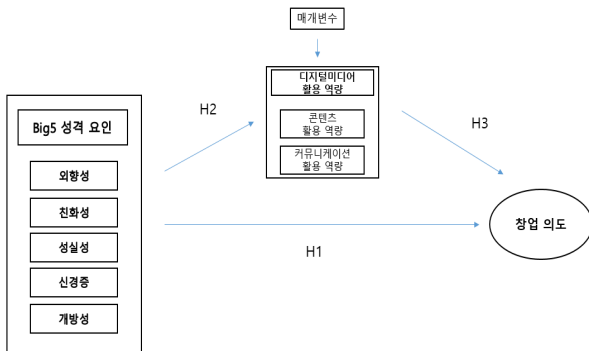 매개변수
디지털미디어
활용 역량
콘텐츠
활용 역량
커뮤니케이션
활용 역량
H2
H3
Big5 성격 요인
외향성
친화성
성실성
신경증
개방성
H1
창업 의도